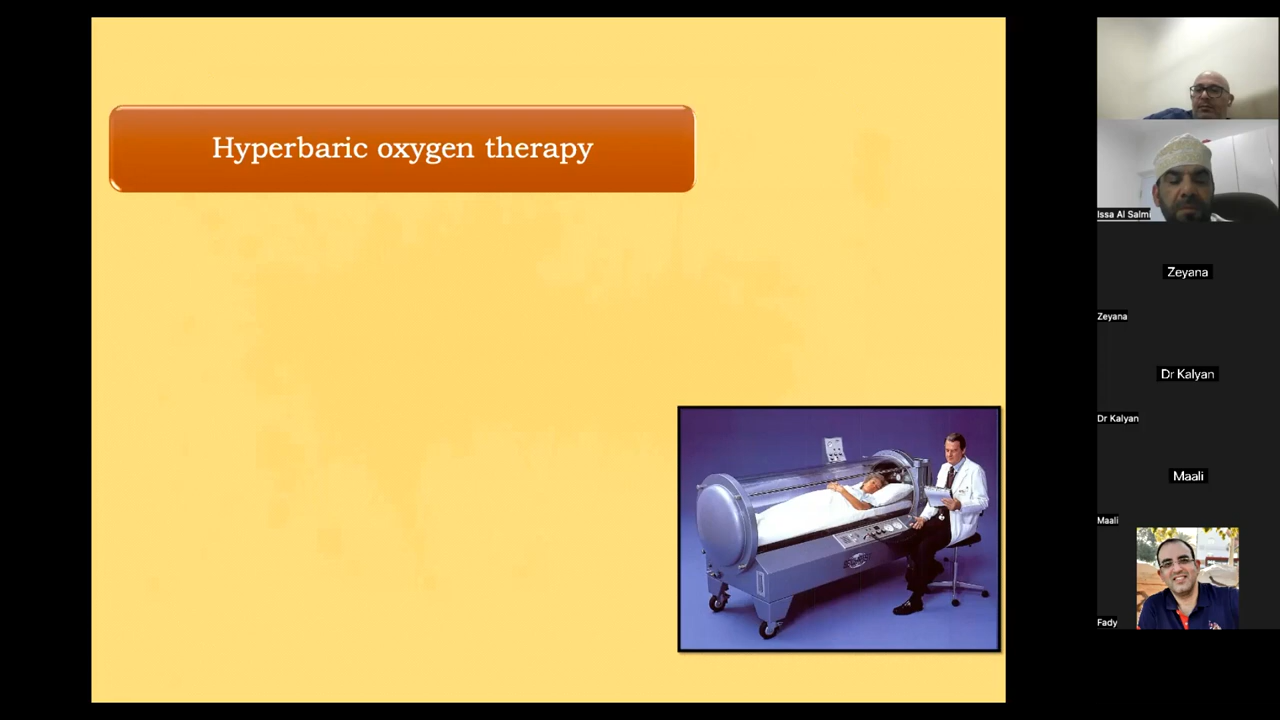 Hyperbaric oxygen therapy
Issa Al Salmi
Zeyana
Zeyana
Dr Kalyan
Dr Kalyan
Maali
Maali
Fady